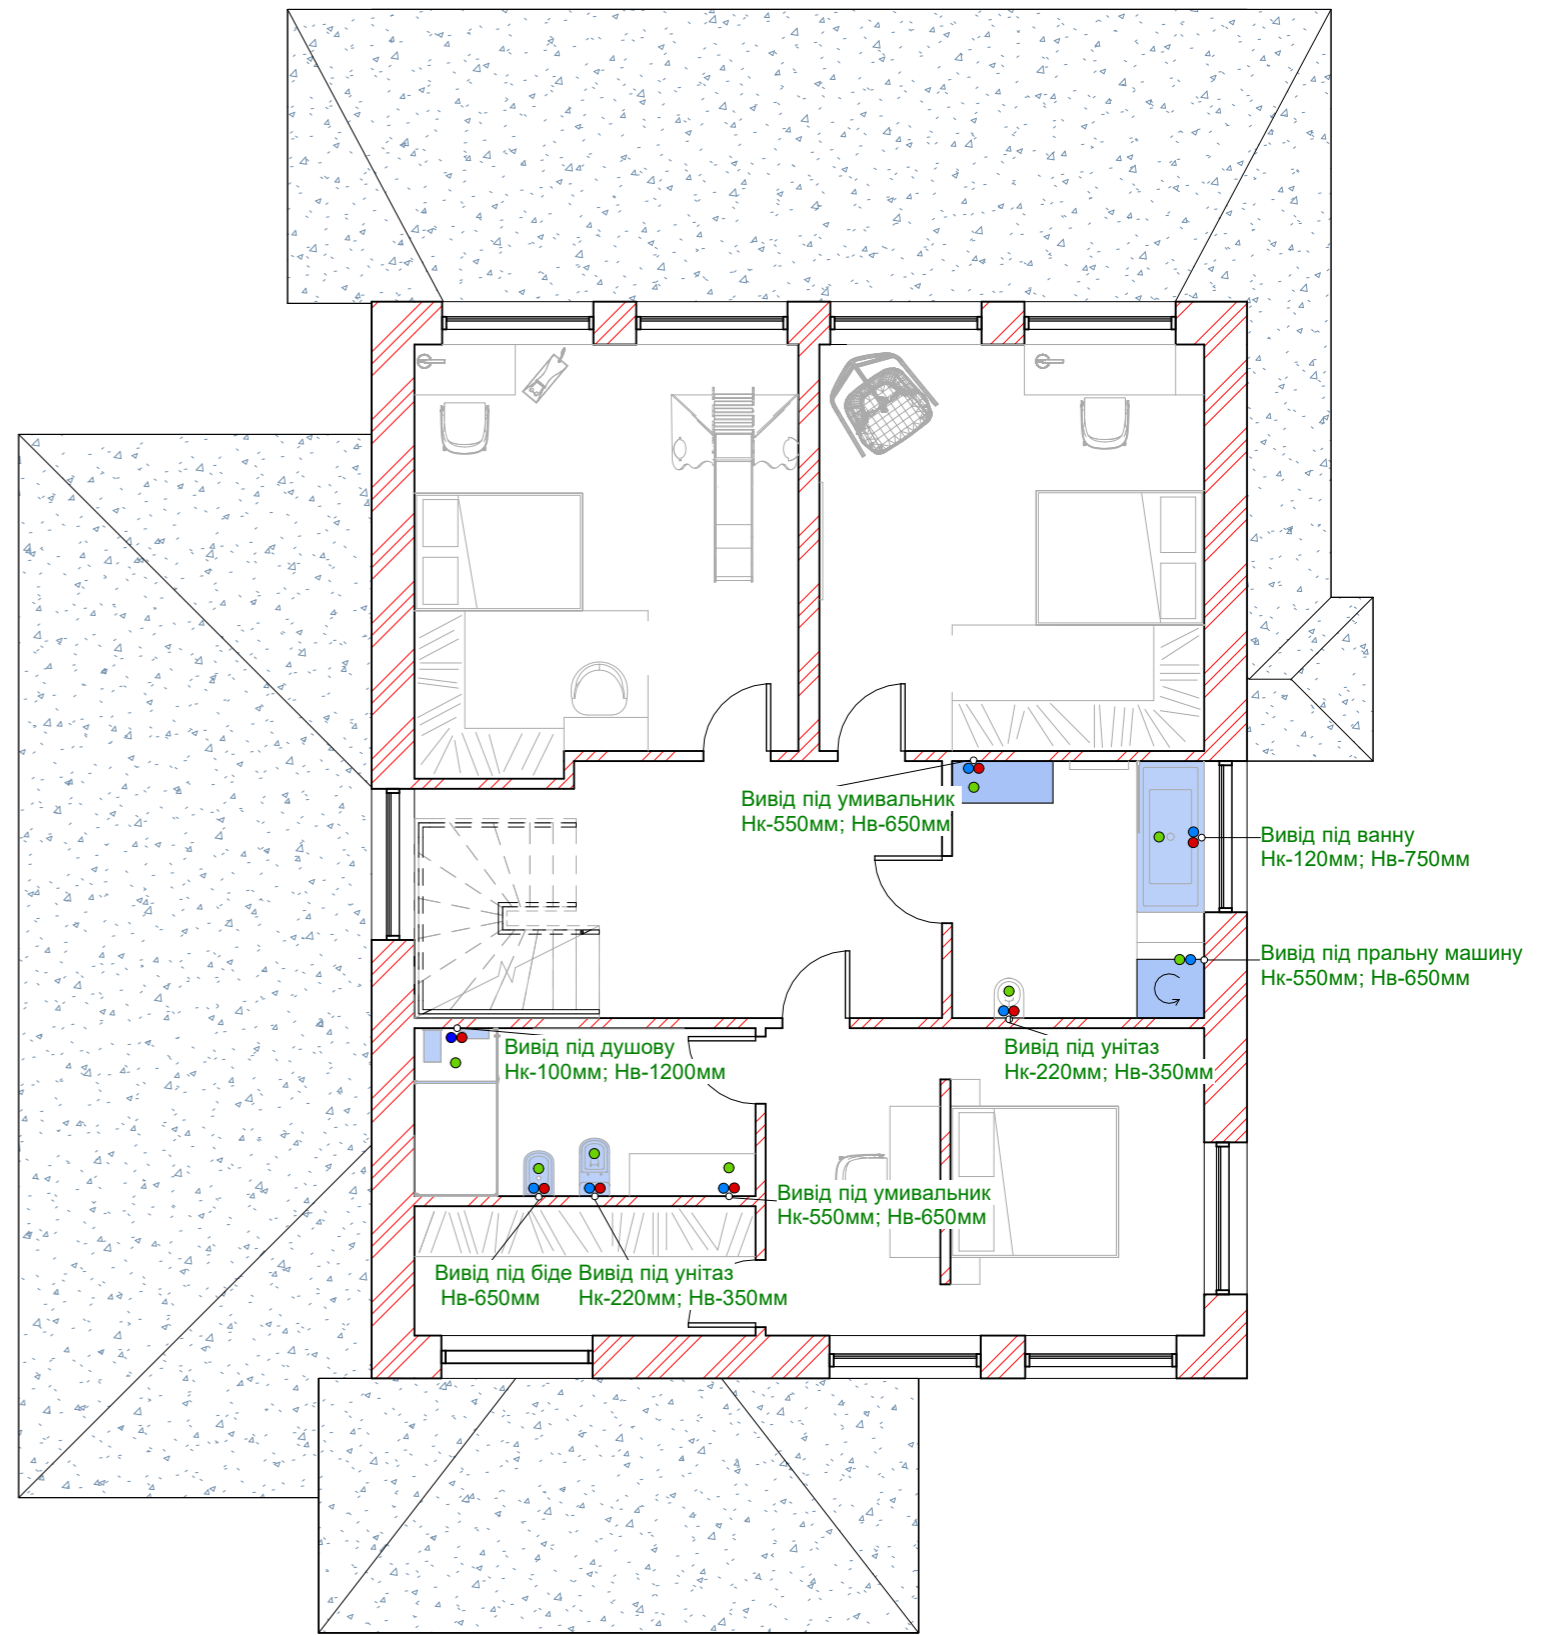 Вивід під умивальник
Нк-550мм; Нв-650мм
Вивід під ванну
Нк-120мм; Нв-750мм
Вивід під пральну машину
Нк-550мм; Нв-650мм
Вивід під душову
Нк-100мм; Нв-1200мм
Вивід під унітаз
Нк-220мм; Нв-350мм
Вивід під умивальник
Нк-550мм; Нв-650мм
Вивід під біде
Нв-650мм
Вивід під унітаз
Нк-220мм; Нв-350мм